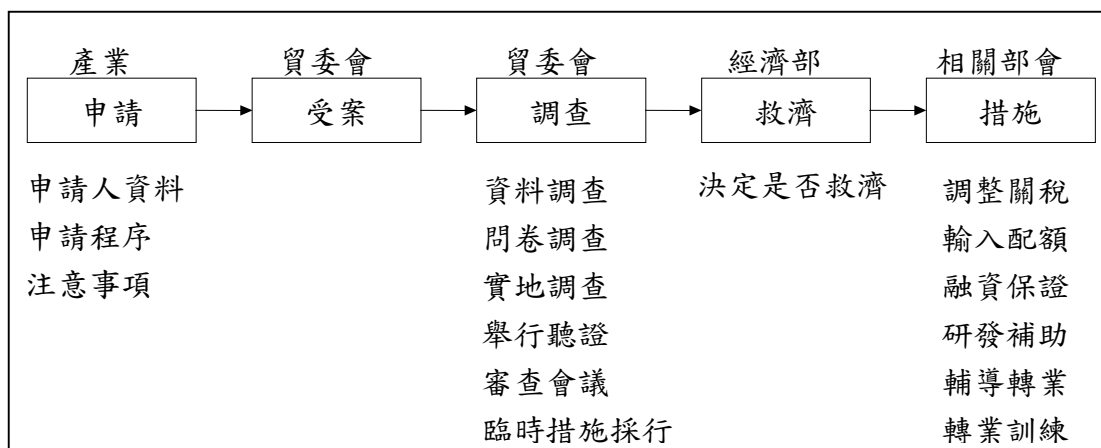 產業 貿委會 貿委會 經濟部 相關部會
申請 受案 調查 救濟 措施
申請人資料 資料調查 決定是否救濟 調整關稅
申請程序 問卷調查 輸入配額
注意事項 實地調查 融資保證
舉行聽證 研發補助
審查會議 輔導轉業
臨時措施採行 轉業訓練